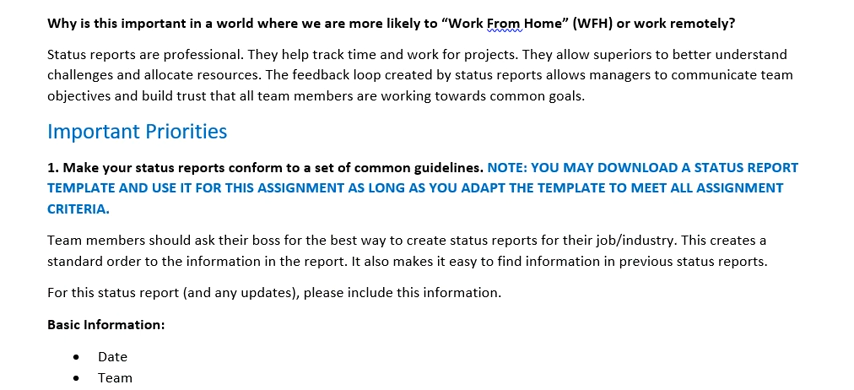 Why is this important in a world where we are more likely to “Work From Home” (WFH) or work remotely?
Status reports are professional. They help track time and work for projects. They allow superiors to better understand
challenges and allocate resources. The feedback loop created by status reports allows managers to communicate team
objectives and build trust that all team members are working towards common goals.
Important Priorities
1. Make your status reports conform to a set of common guidelines. NOTE: YOU MAY DOWNLOAD A STATUS REPORT
TEMPLATE AND USE IT FOR THIS ASSIGNMENT AS LONG AS YOU ADAPT THE TEMPLATE TO MEET ALL ASSIGNMENT
CRITERIA.
Team members should ask their boss for the best way to create status reports for their job/industry. This creates a
standard order to the information in the report. It also makes it easy to find information in previous status reports.
For this status report (and any updates), please include this information.
Basic Information:
• Date
• Team